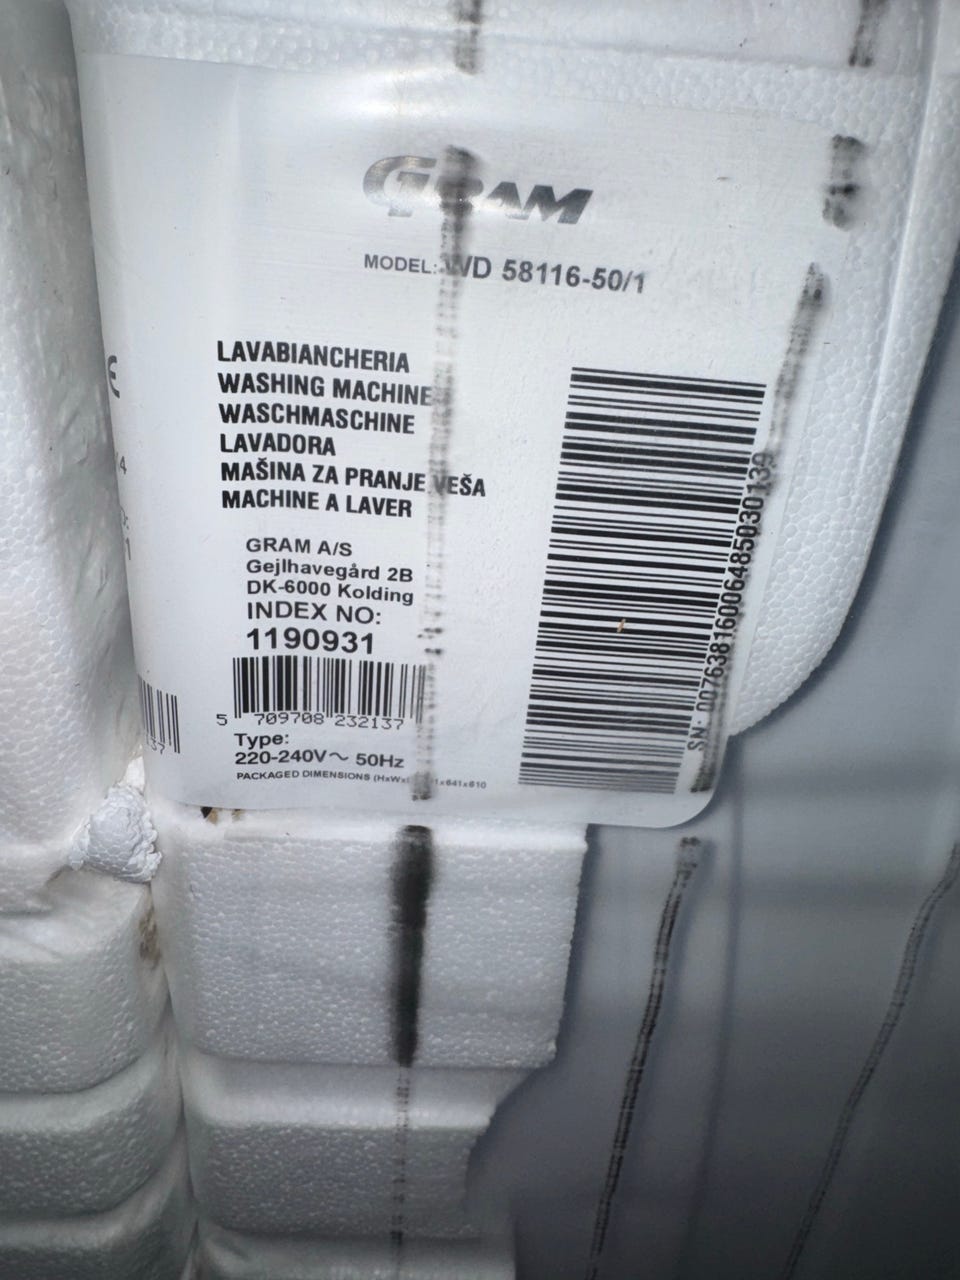 GRAM
MODEL: WD 58116-50/1
LAVABIANCHERIA
WASHING MACHINE
WASCHMASCHINE
LAVADORA
MAŠINA ZA PRANJE VEŠA
MACHINE A LAVER
GRAM A/S
Gejlhavegård 2B
DK-6000 Kolding
INDEX NO:
1190931
5 709708 232137
Type:
220-240V~ 50Hz
PACKAGED DIMENSIONS
SN: 0076381600648503013